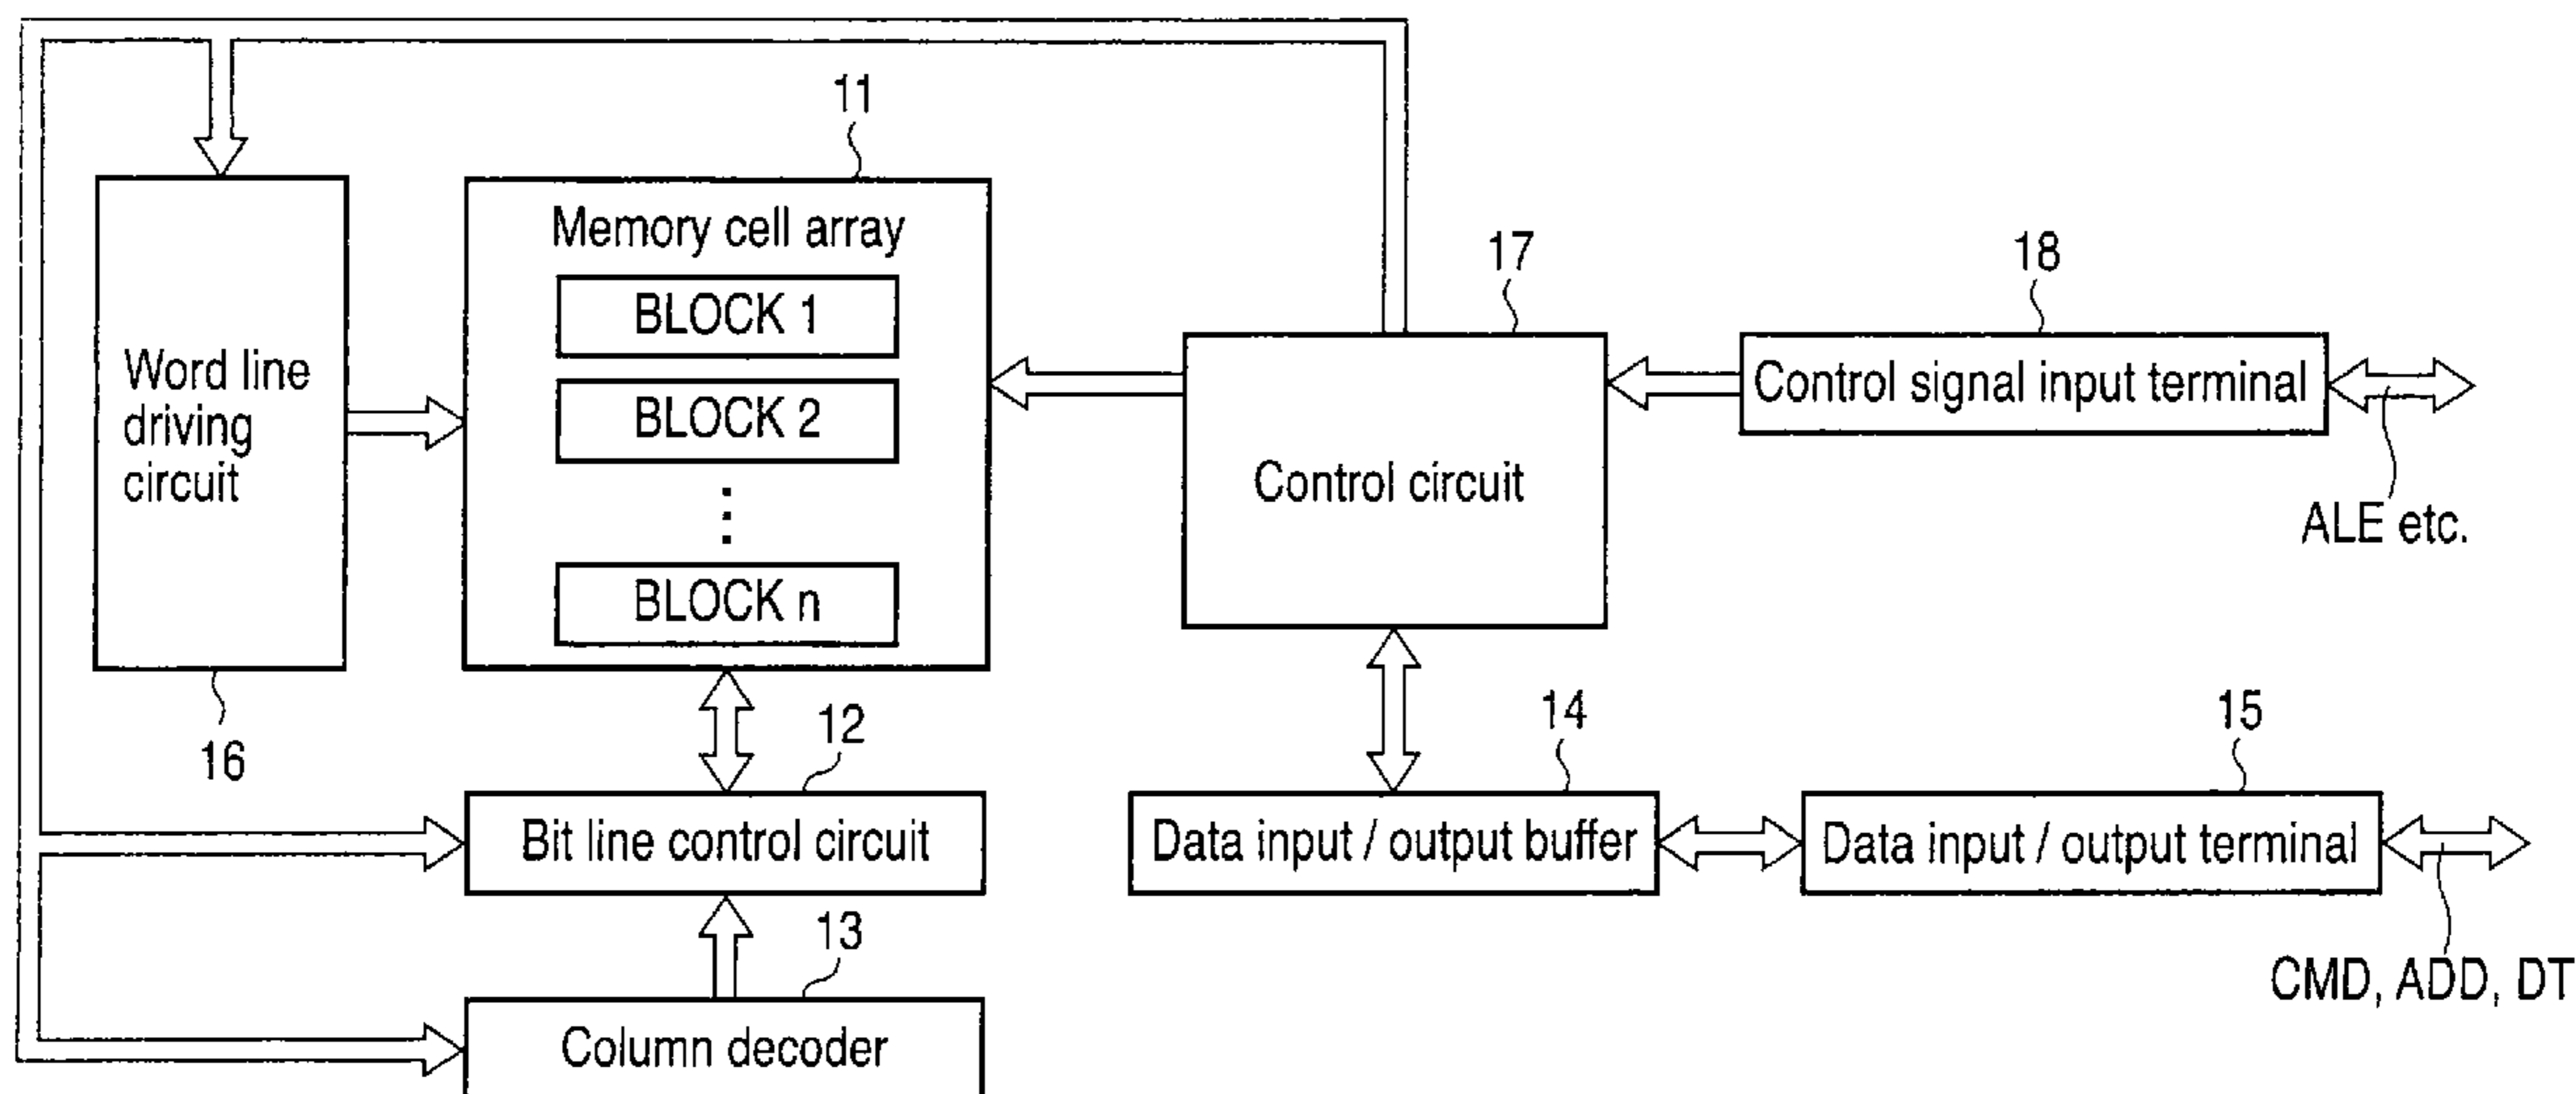 11
Memory cell array
BLOCK 1
BLOCK 2
BLOCK n
Word line
driving
circuit
16
17
Control circuit
18
Control signal input terminal
ALE etc.
12
Bit line control circuit
13
Column decoder
14
Data input / output buffer
15
Data input / output terminal
CMD, ADD, DT